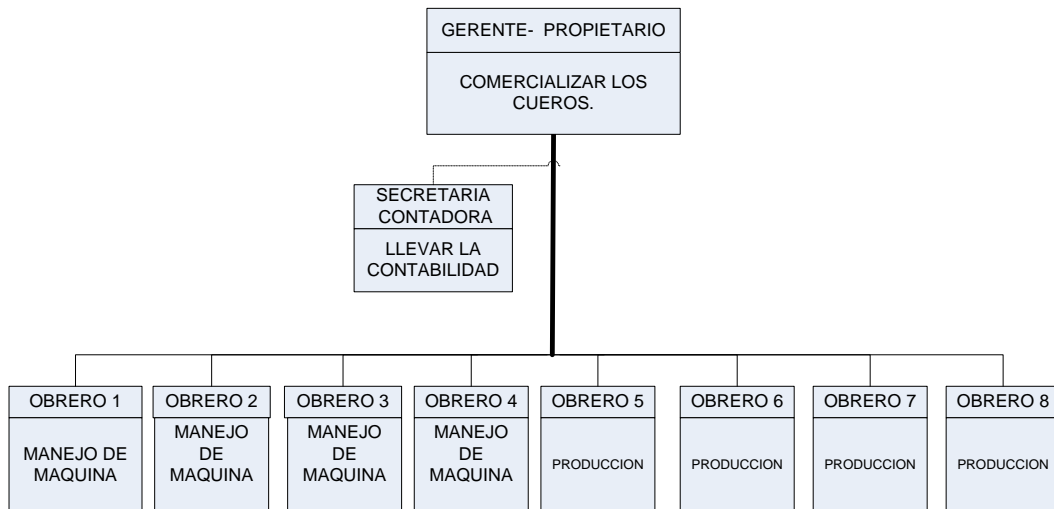 GERENTE- PROPIETARIO
COMERCIALIZAR LOS
CUEROS.
SECRETARIA
CONTADORA
LLEVAR LA
CONTABILIDAD
OBRERO 1
MANEJO DE
MAQUINA
OBRERO 2
MANEJO
DE
MAQUINA
OBRERO 3
MANEJO
DE
MAQUINA
OBRERO 4
MANEJO
DE
MAQUINA
OBRERO 5
PRODUCCION
OBRERO 6
PRODUCCION
OBRERO 7
PRODUCCION
OBRERO 8
PRODUCCION